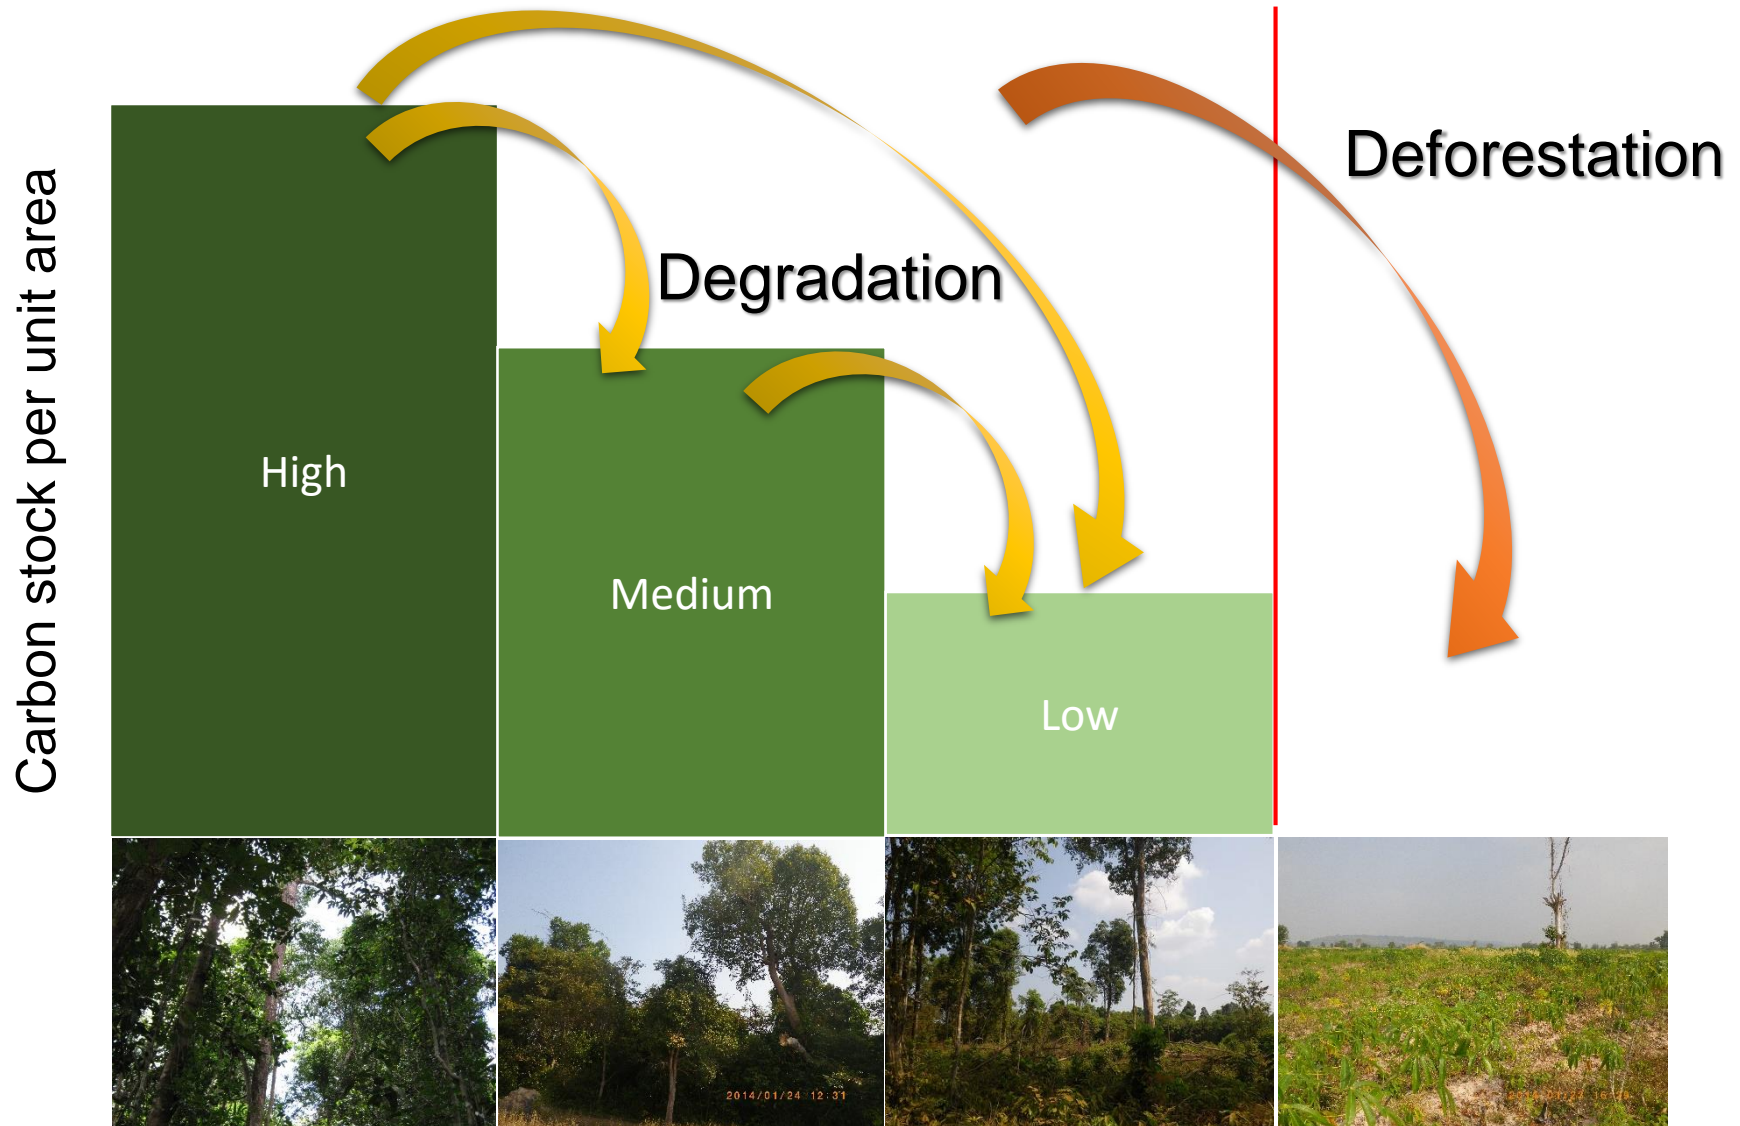 Carbon stock per unit area
Deforestation
Degradation
High
Medium
Low
2014/01/24 12:31